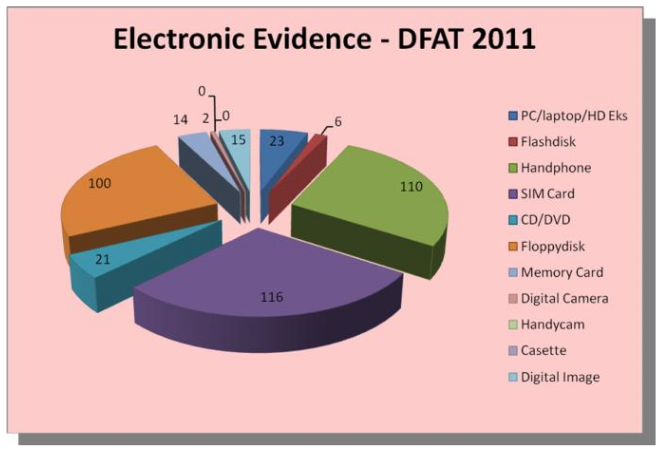 Electronic Evidence - DFAT 2011
0
14
2
0
15
23
6
100
110
21
116
PC/laptop/HD Eks
Flashdisk
Handphone
SIM Card
CD/DVD
Floppydisk
Memory Card
Digital Camera
Handycam
Casette
Digital Image